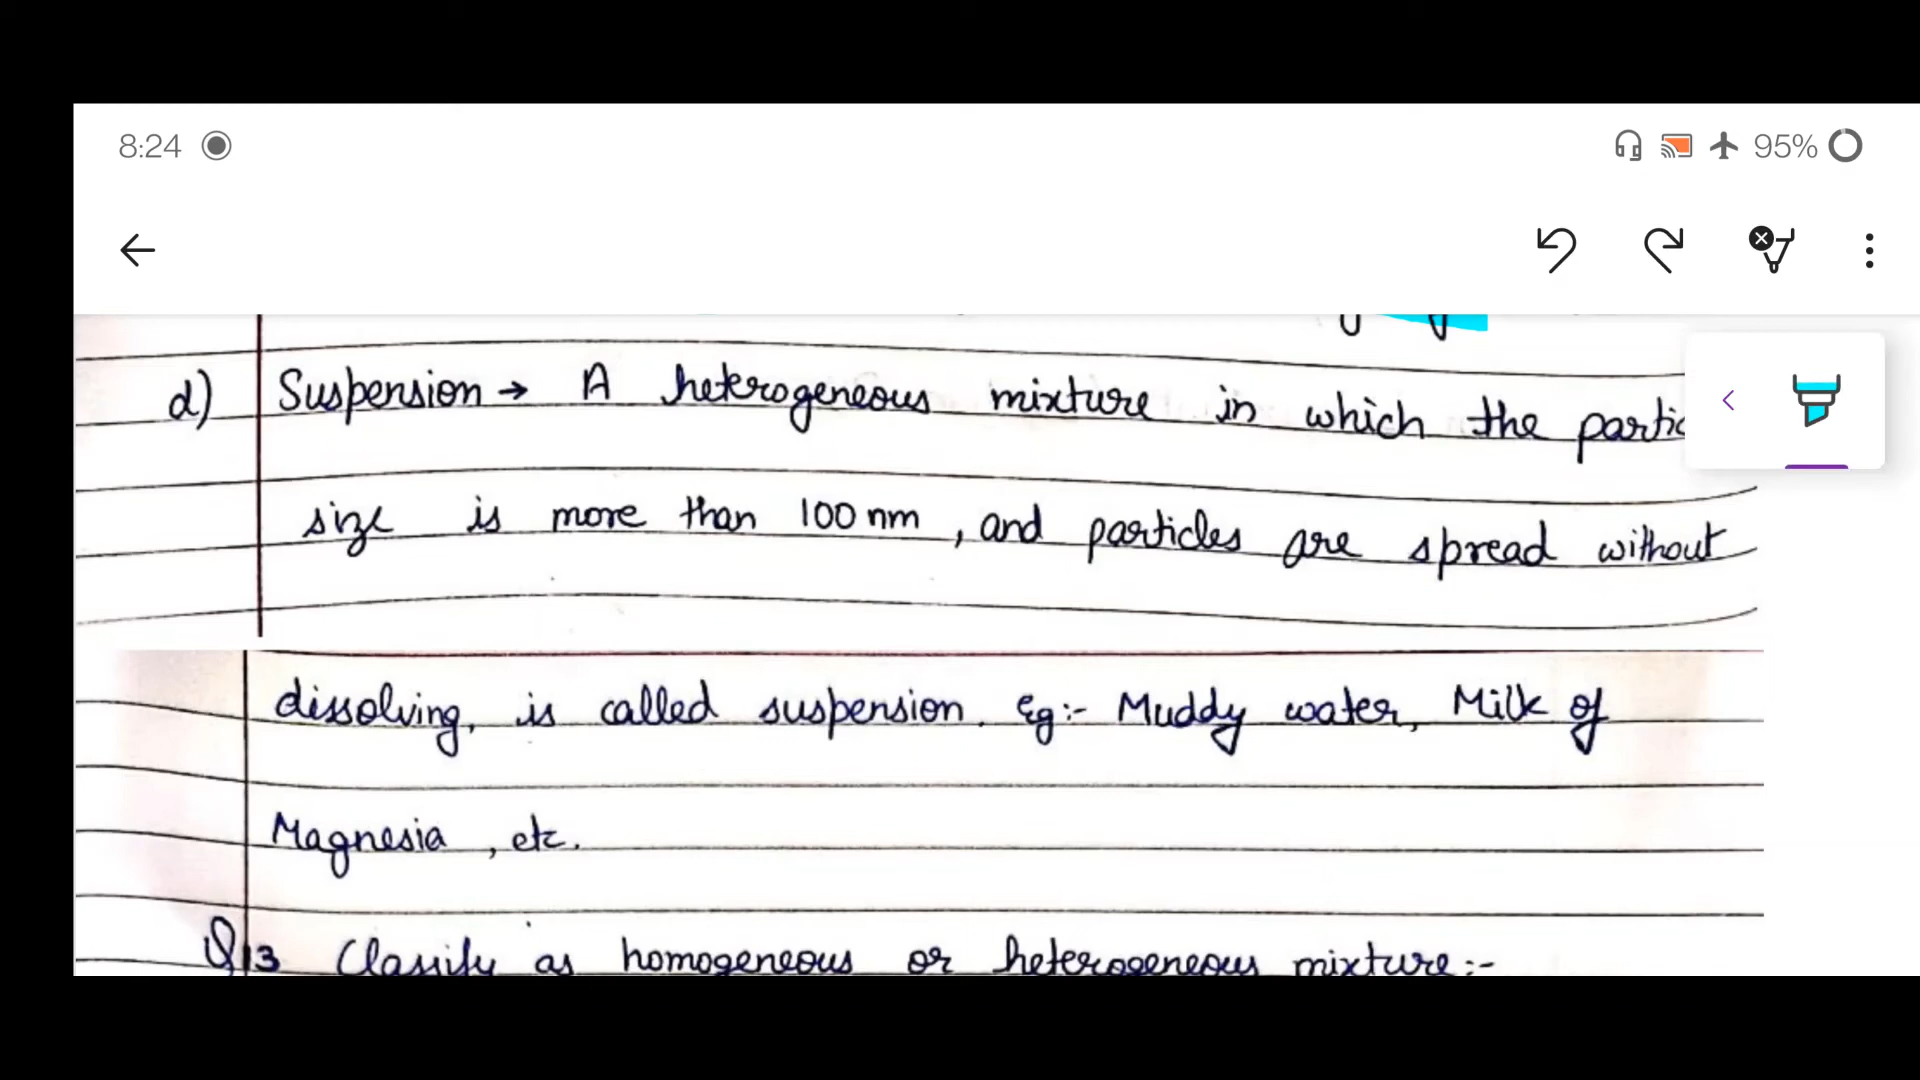 8:24 95%
d) Suspension → A heterogeneous mixture in which the partic
size is more than 100 nm, and particles are spread without
dissolving, is called suspension. Eg:- Muddy water, Milk of
Magnesia, etc.
Q13 Classify as homogeneous or heterogeneous mixture:-